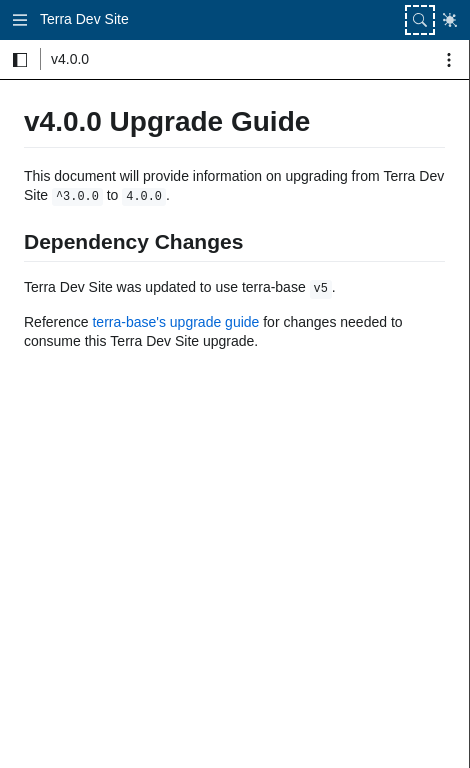 Terra Dev Site
v4.0.0
v4.0.0 Upgrade Guide
This document will provide information on upgrading from Terra Dev
Site ^3.0.0 to 4.0.0.
Dependency Changes
Terra Dev Site was updated to use terra-base v5.
Reference terra-base's upgrade guide for changes needed to
consume this Terra Dev Site upgrade.